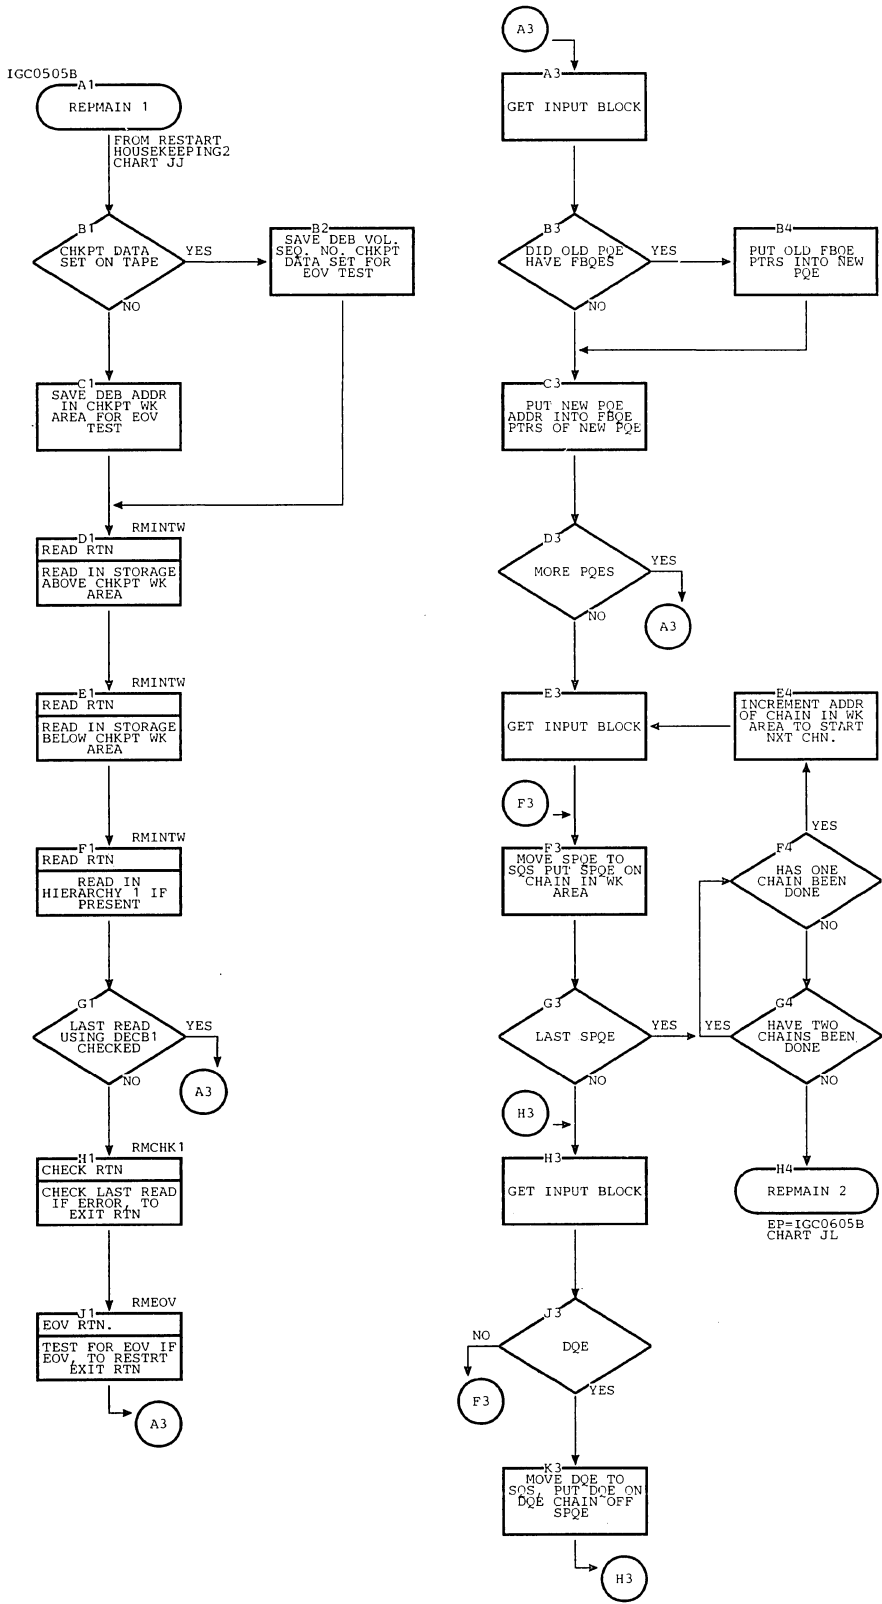 IGC0505B
A1
REPMAIN 1
FROM RESTART
HOUSEKEEPING2
CHART JJ
B1
CHKPT DATA
SET ON TAPE
YES
NO
B2
SAVE DEB VOL.
SEQ. NO. CHKPT
DATA SET FOR
EOV TEST
C1
SAVE DEB ADDR
IN CHKPT WK
AREA FOR EOV
TEST
RMINTW
D1
READ RTN
READ IN STORAGE
ABOVE CHKPT WK
AREA
RMINTW
E1
READ RTN
READ IN STORAGE
BELOW CHKPT WK
AREA
RMINTW
F1
READ RTN
READ IN
HIERARCHY 1 IF
PRESENT
G1
LAST READ
USING DECB1
CHECKED
YES
A3
NO
RMCHK1
H1
CHECK RTN
CHECK LAST READ
IF ERROR, TO
EXIT RTN
RMEOV
J1
EOV RTN.
TEST FOR EOV IF
EOV, TO RESTRT
EXIT RTN
A3
A3
A3
GET INPUT BLOCK
B3
DID OLD PQE
HAVE FBQES
YES
NO
B4
PUT OLD FBQE
PTRS INTO NEW
PQE
C3
PUT NEW PQE
ADDR INTO FBQE
PTRS OF NEW PQE
D3
MORE PQES
YES
A3
NO
E3
GET INPUT BLOCK
E4
INCREMENT ADDR
OF CHAIN IN WK
AREA TO START
NXT CHN.
F3
F3
MOVE SPQE TO
SQS PUT SPQE ON
CHAIN IN WK
AREA
YES
F4
HAS ONE
CHAIN BEEN
DONE
NO
G3
LAST SPQE
YES
NO
G4
HAVE TWO
CHAINS BEEN
DONE
YES
NO
H3
H3
GET INPUT BLOCK
H4
REPMAIN 2
EP=IGC0605B
CHART JL
J3
DQE
NO
F3
YES
K3
MOVE DQE TO
SQS, PUT DQE ON
DQE CHAIN OFF
SPQE
H3